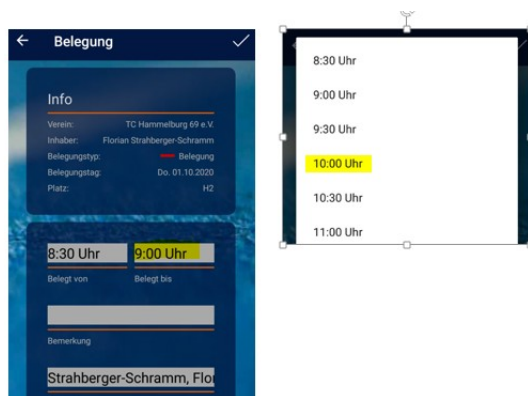 Belegung
Info
Verein: TC Hammelburg 69 e.V.
Inhaber: Florian Strahberger-Schramm
Belegungstyp: Belegung
Belegungstag: Do. 01.10.2020
Platz: H2
8:30 Uhr 9:00 Uhr
Belegt von Belegt bis
Bemerkung
Strahberger-Schramm, Flo
8:30 Uhr
9:00 Uhr
9:30 Uhr
10:00 Uhr
10:30 Uhr
11:00 Uhr